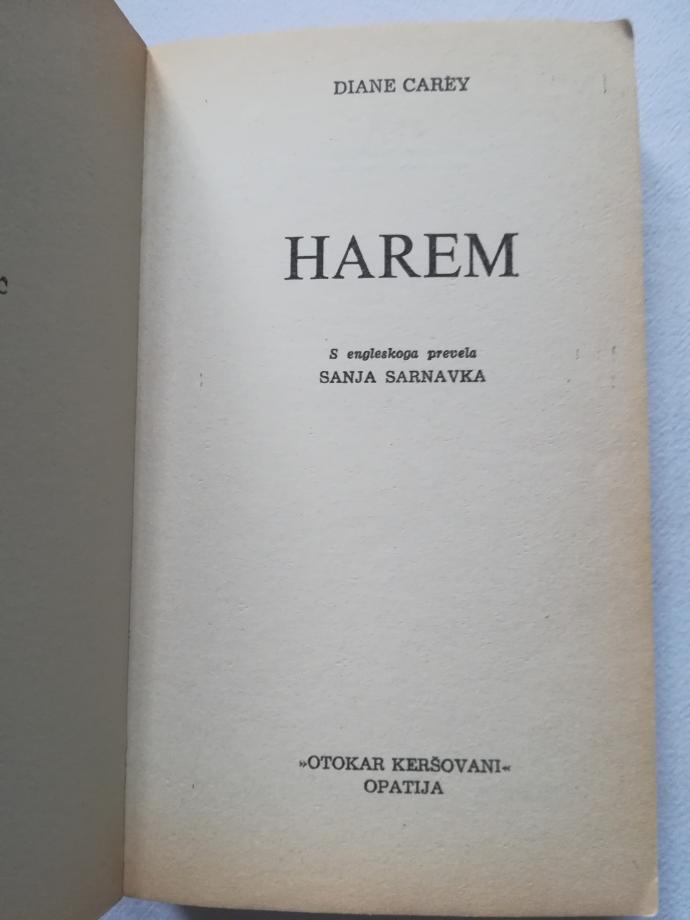 DIANE CAREY
HAREM
S engleskoga prevela
SANJA SARNAVKA
»OTOKAR KERŠOVANI«
OPATIJA